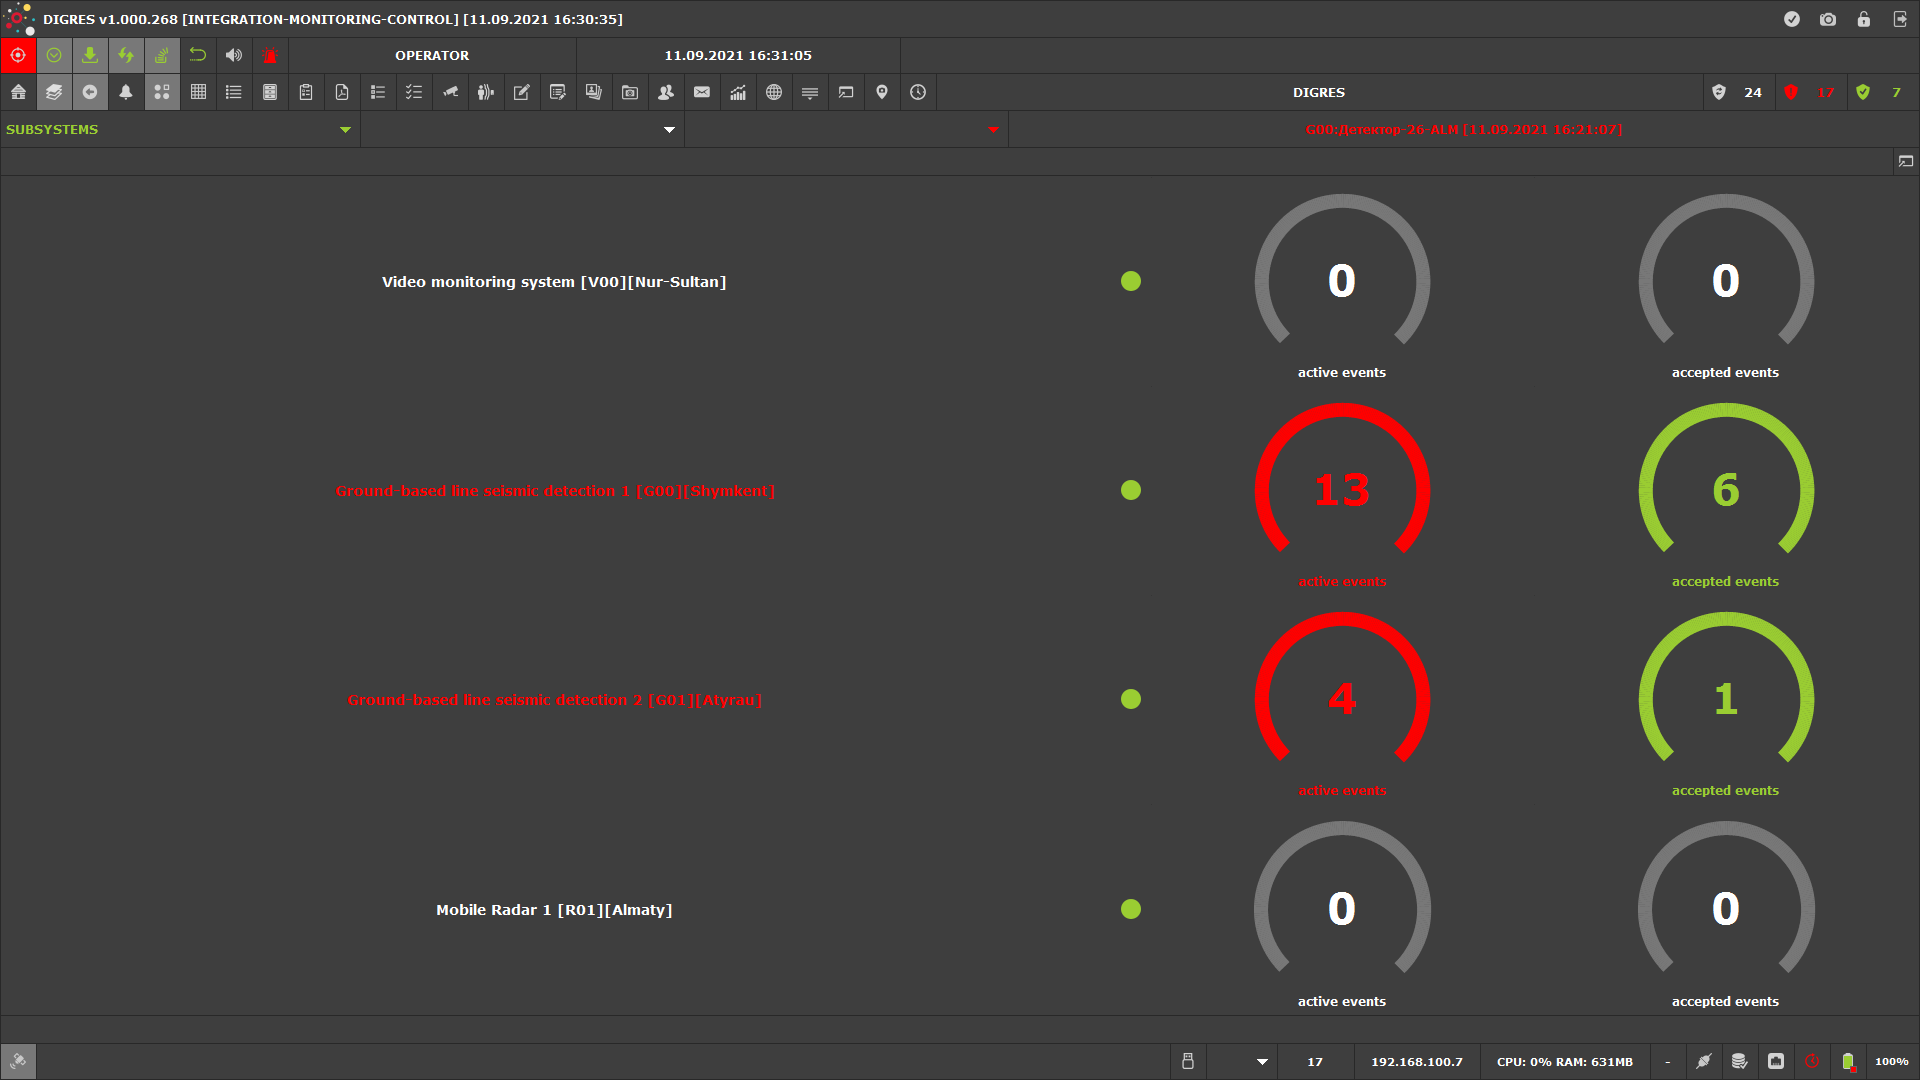 DIGRES v1.000.268 [INTEGRATION-MONITORING-CONTROL] [11.09.2021 16:30:35]
OPERATOR
11.09.2021 16:31:05
DIGRES
24
17
7
SUBSYSTEMS
G00:Детектор-26-ALM [11.09.2021 16:21:07]
Video monitoring system [V00][Nur-Sultan]
0
active events
0
accepted events
Ground-based line seismic detection 1 [G00][Shymkent]
13
active events
6
accepted events
Ground-based line seismic detection 2 [G01][Atyrau]
4
active events
1
accepted events
Mobile Radar 1 [R01][Almaty]
0
active events
0
accepted events
17
192.168.100.7
CPU: 0% RAM: 631MB
-
100%